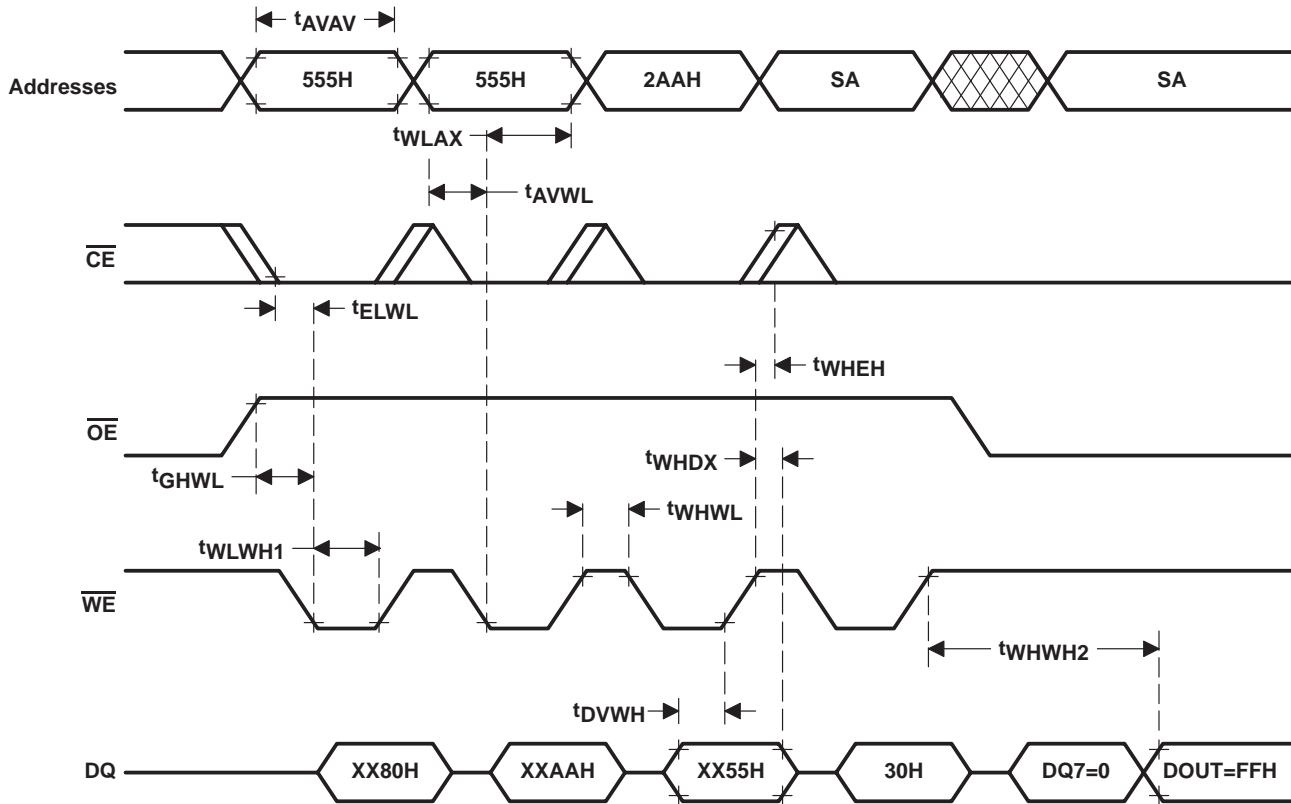 tAVAV
Addresses 555H 555H 2AAH SA SA
tWLAX
tAVWL
CE
tELWL
tWHEH
OE
tWHDX
tGHWL
tWHWL
tWLWH1
WE
tWHWH2
tDVWH
DQ XX80H XXAAH XX55H 30H DQ7=0 DOUT=FFH